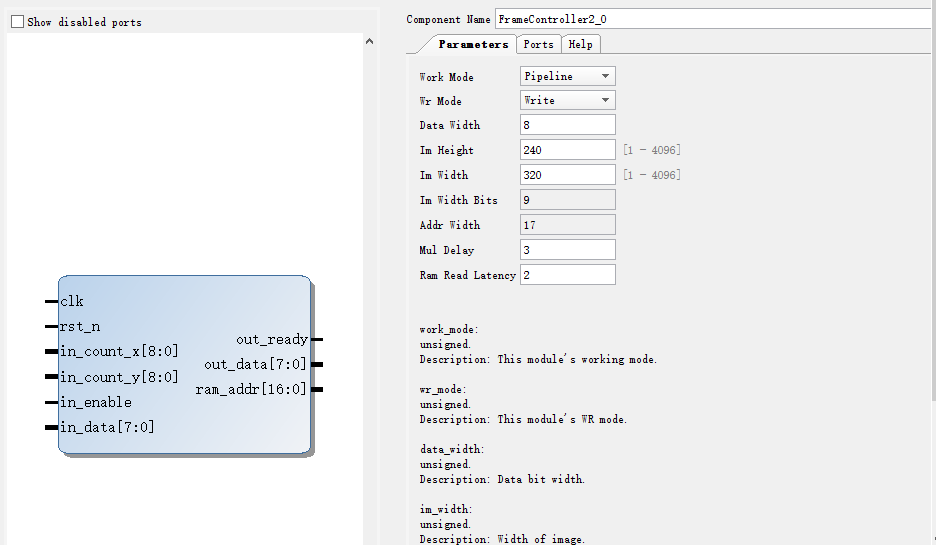 Show disabled ports
clk
rst_n
in_count_x[8:0]
in_count_y[8:0]
in_enable
in_data[7:0]
out_ready
out_data[7:0]
ram_addr[16:0]
Component Name FrameController2_0
Parameters Ports Help
Work Mode Pipeline
Wr Mode Write
Data Width 8
Im Height 240 [1 - 4096]
Im Width 320 [1 - 4096]
Im Width Bits 9
Addr Width 17
Mul Delay 3
Ram Read Latency 2
work_mode:
unsigned.
Description: This module's working mode.
wr_mode:
unsigned.
Description: This module's WR mode.
data_width:
unsigned.
Description: Data bit width.
im_width:
unsigned.
Description: Width of image.